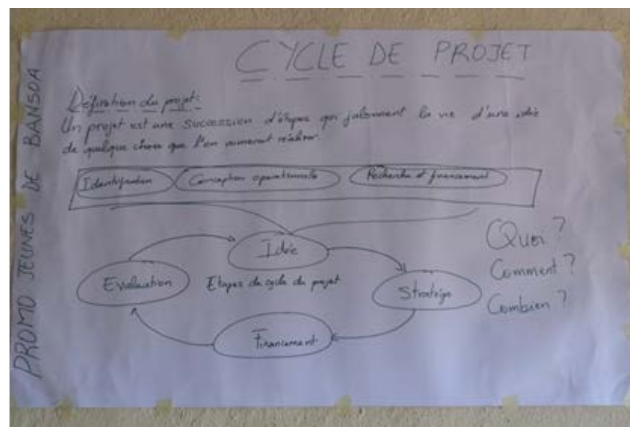 CYCLE DE PROJET
Définition du projet:
Un projet est une succession d'étapes qui jalonnent la vie d'une idée
de quelque chose que l'on aimerait réaliser.
Identification Conception operationnelle Recherche et financement
Idée
Evaluation Etapes de cycle du projet Stratégie
Financement
Quoi?
Comment?
Combien?
PROMO JEUNES DE BANSOA